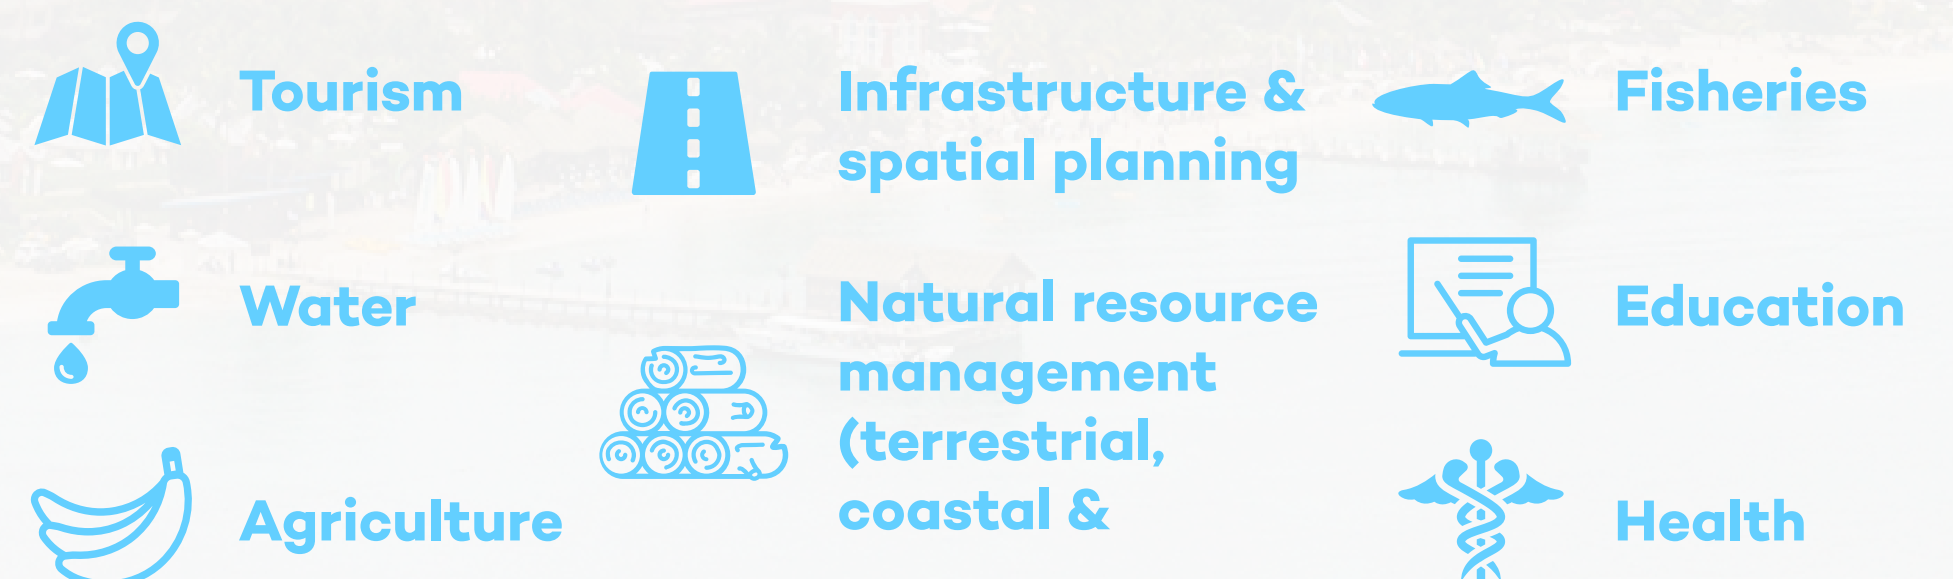 Tourism
Water
Agriculture
Infrastructure &
spatial planning
Natural resource
management
(terrestrial,
coastal &
Fisheries
Education
Health